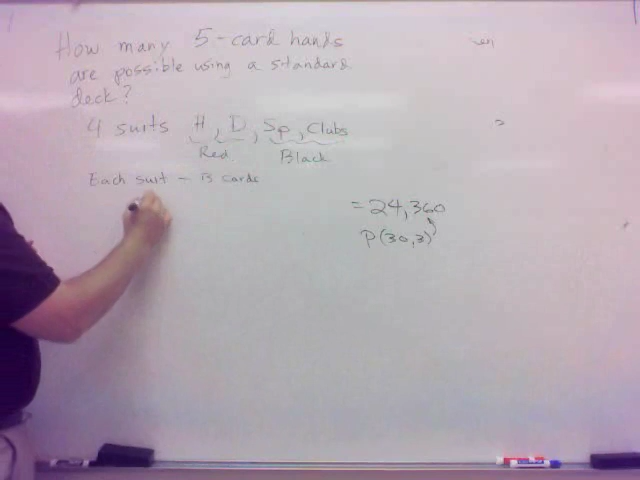 How many 5-card hands
are possible using a standard
deck?
4 suits H, D, Sp, Clubs
Red Black
Each suit - 13 cards
= 24,360
P(30,3)